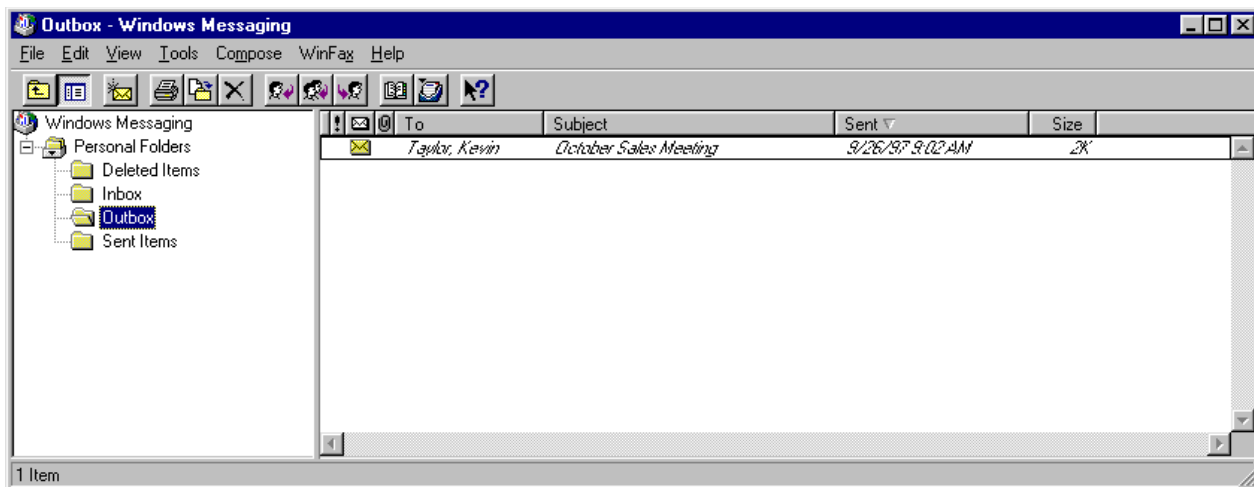 Outbox - Windows Messaging
File Edit View Tools Compose WinFax Help
Windows Messaging
Personal Folders
Deleted Items
Inbox
Outbox
Sent Items
! To Subject Sent Size
Taylor, Kevin October Sales Meeting 9/26/97 9:02 AM 2K
1 Item